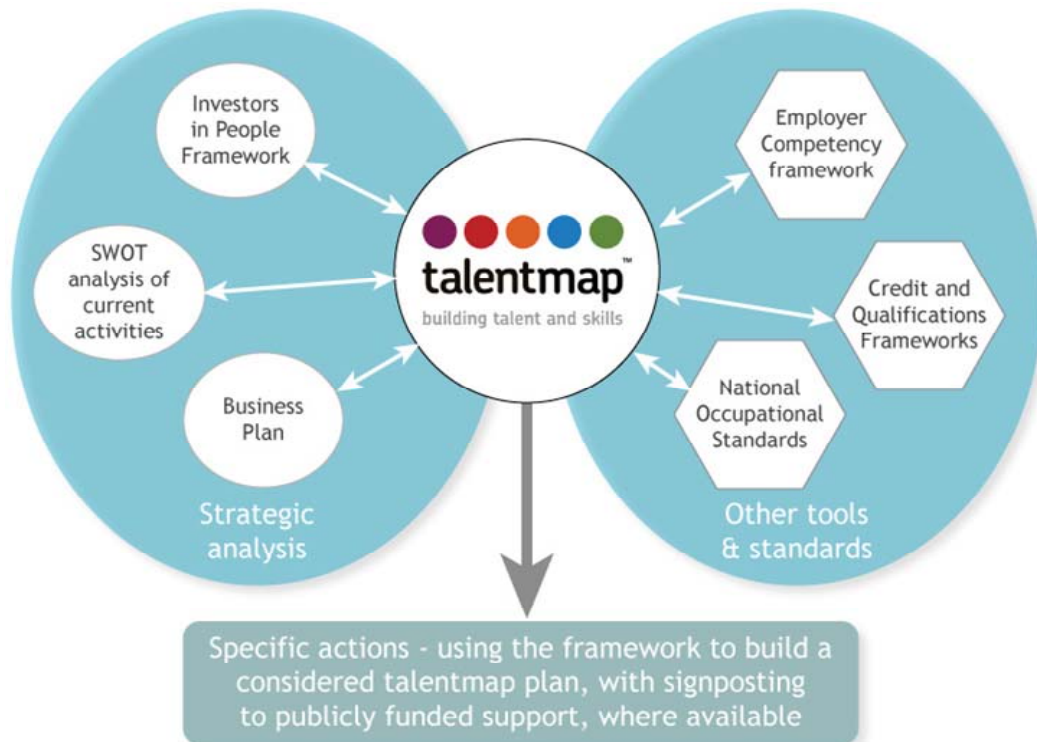 Investors
in People
Framework
SWOT
analysis of
current
activities
Business
Plan
Strategic
analysis
talentmap™
building talent and skills
Employer
Competency
framework
Credit and
Qualifications
Frameworks
National
Occupational
Standards
Other tools
& standards
Specific actions - using the framework to build a
considered talentmap plan, with signposting
to publicly funded support, where available